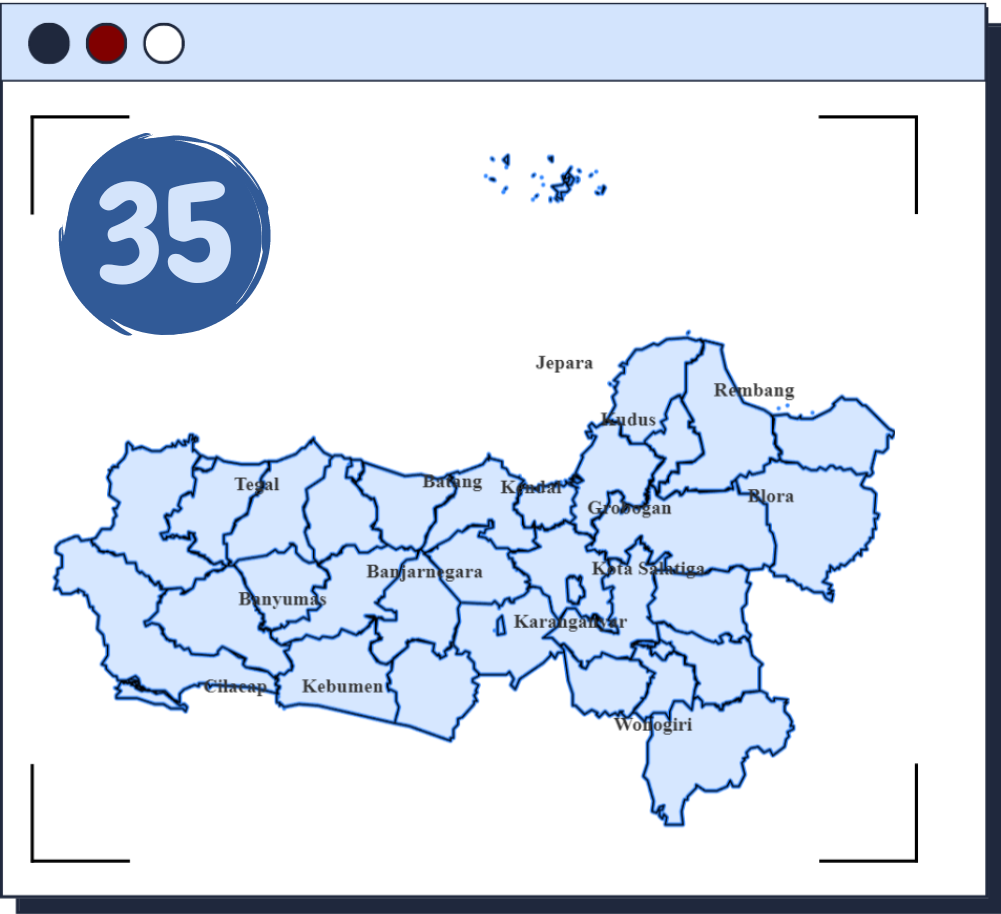 35
Jepara
Rembang
Kudus
Tegal
Batang
Kendal
Blora
Grobogan
Banjarnegara
Kota Salatiga
Banyumas
Karanganyar
Cilacap
Kebumen
Wonogiri